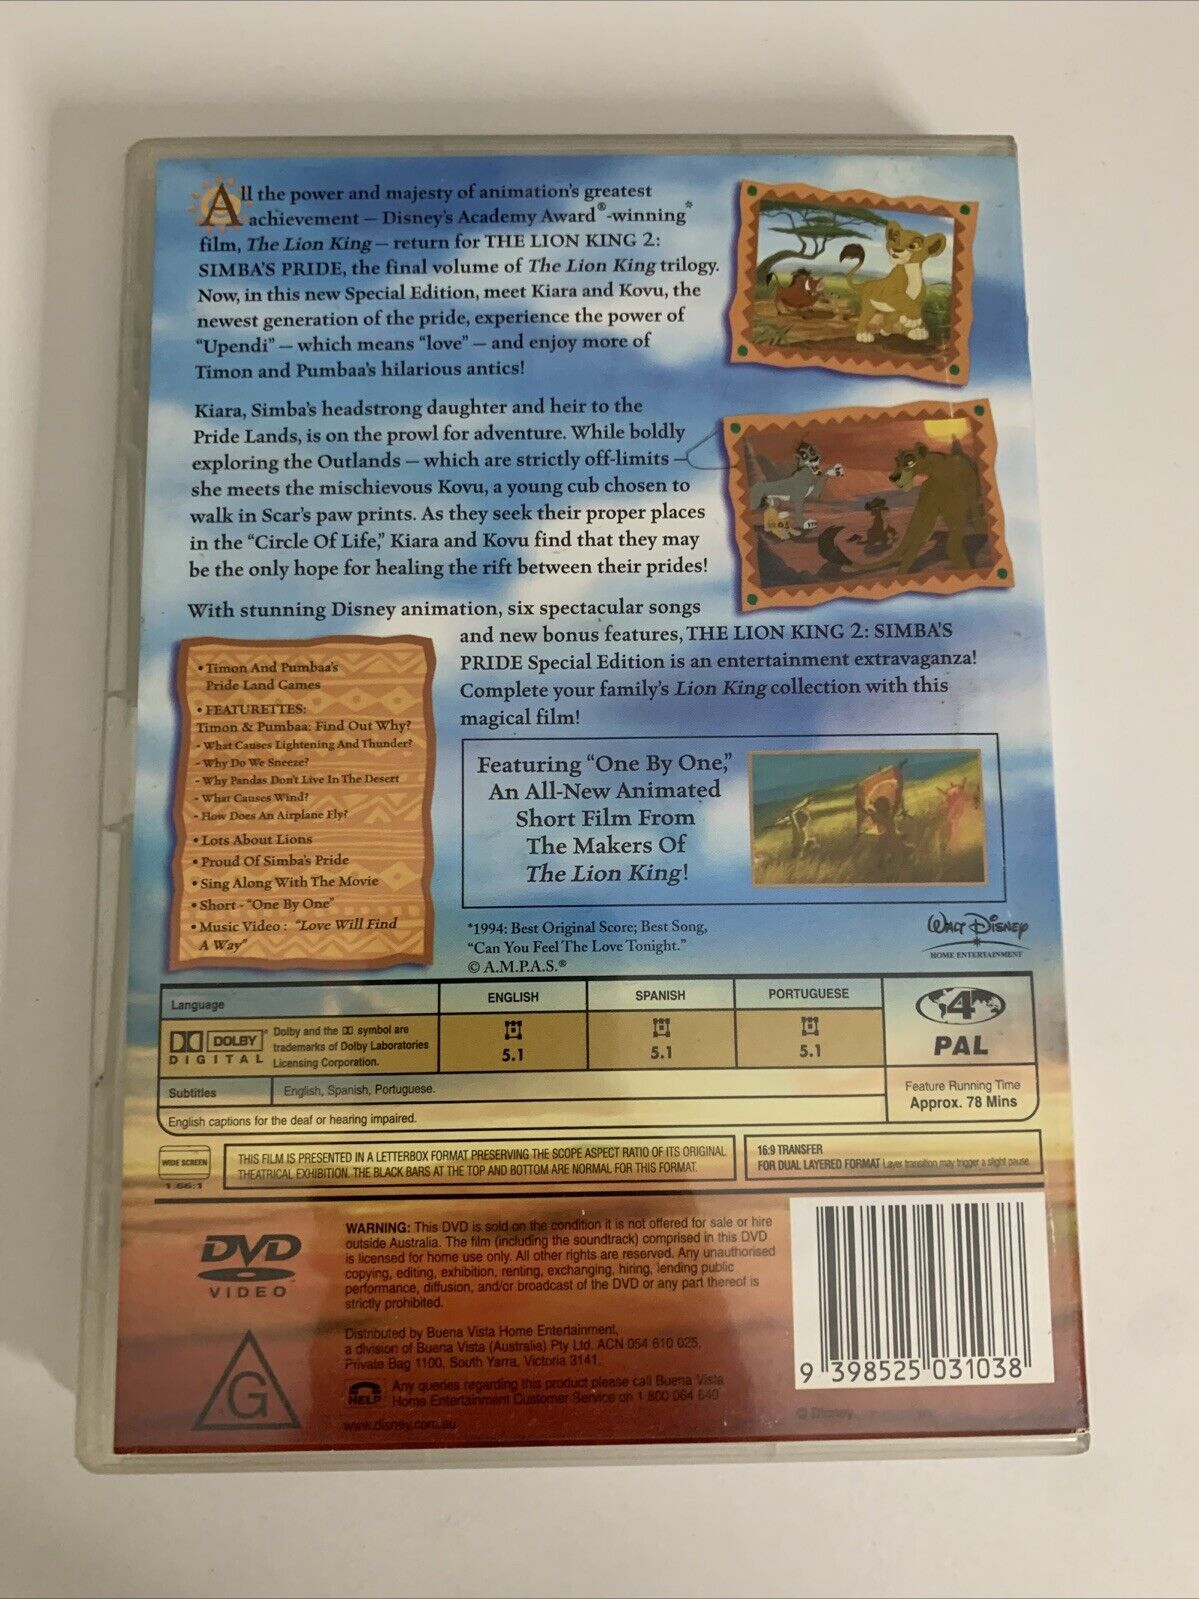 All the power and majesty of animation's greatest
achievement – Disney's Academy Award®-winning*
film, The Lion King – return for THE LION KING 2:
SIMBA'S PRIDE, the final volume of The Lion King trilogy.
Now, in this new Special Edition, meet Kiara and Kovu, the
newest generation of the pride, experience the power of
"Upendi" – which means "love" – and enjoy more of
Timon and Pumbaa's hilarious antics!
Kiara, Simba's headstrong daughter and heir to the
Pride Lands, is on the prowl for adventure. While boldly
exploring the Outlands – which are strictly off-limits –
she meets the mischievous Kovu, a young cub chosen to
walk in Scar's paw prints. As they seek their proper places
in the "Circle Of Life," Kiara and Kovu find that they may
be the only hope for healing the rift between their prides!
With stunning Disney animation, six spectacular songs
and new bonus features, THE LION KING 2: SIMBA'S
PRIDE Special Edition is an entertainment extravaganza!
Complete your family's Lion King collection with this
magical film!
• Timon And Pumbaa's
Pride Land Games
• FEATURETTES:
Timon & Pumbaa: Find Out Why?
- What Causes Lightening And Thunder?
- Why Do We Sneeze?
- Why Pandas Don't Live In The Desert
- What Causes Wind?
- How Does An Airplane Fly?
• Lots About Lions
• Proud Of Simba's Pride
• Sing Along With The Movie
• Short - "One By One"
• Music Video : "Love Will Find
A Way"
Featuring "One By One,"
An All-New Animated
Short Film From
The Makers Of
The Lion King!
*1994: Best Original Score; Best Song,
"Can You Feel The Love Tonight."
© A.M.P.A.S.®
WALT DISNEY
HOME ENTERTAINMENT
Language ENGLISH SPANISH PORTUGUESE
DOLBY
DIGITAL
Dolby and the DD symbol are
trademarks of Dolby Laboratories
Licensing Corporation.
5.1 5.1 5.1
4
PAL
Subtitles English, Spanish, Portuguese.
English captions for the deaf or hearing impaired.
Feature Running Time
Approx. 78 Mins
WIDE SCREEN
1.66:1
THIS FILM IS PRESENTED IN A LETTERBOX FORMAT PRESERVING THE SCOPE ASPECT RATIO OF ITS ORIGINAL
THEATRICAL EXHIBITION. THE BLACK BARS AT THE TOP AND BOTTOM ARE NORMAL FOR THIS FORMAT.
16:9 TRANSFER
FOR DUAL LAYERED FORMAT Layer transition may trigger a slight pause.
DVD
VIDEO
G
WARNING: This DVD is sold on the condition it is not offered for sale or hire
outside Australia. The film (including the soundtrack) comprised in this DVD
is licensed for home use only. All other rights are reserved. Any unauthorised
copying, editing, exhibition, renting, exchanging, hiring, lending public
performance, diffusion, and/or broadcast of the DVD or any part thereof is
strictly prohibited.
Distributed by Buena Vista Home Entertainment,
a division of Buena Vista (Australia) Pty Ltd. ACN 054 610 025,
Private Bag 1100, South Yarra, Victoria 3141.
HELP
Any queries regarding this product please call Buena Vista
Home Entertainment Customer Service on 1 800 064 640
www.disney.com.au
9 398525 031038
© Disney.